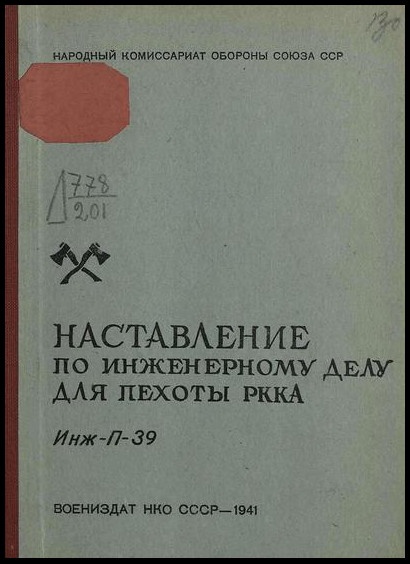 НАРОДНЫЙ КОМИССАРИАТ ОБОРОНЫ СОЮЗА ССР
Д 778
201
НАСТАВЛЕНИЕ
ПО ИНЖЕНЕРНОМУ ДЕЛУ
ДЛЯ ПЕХОТЫ РККА
Инж-П-39
ВОЕНИЗДАТ НКО СССР—1941